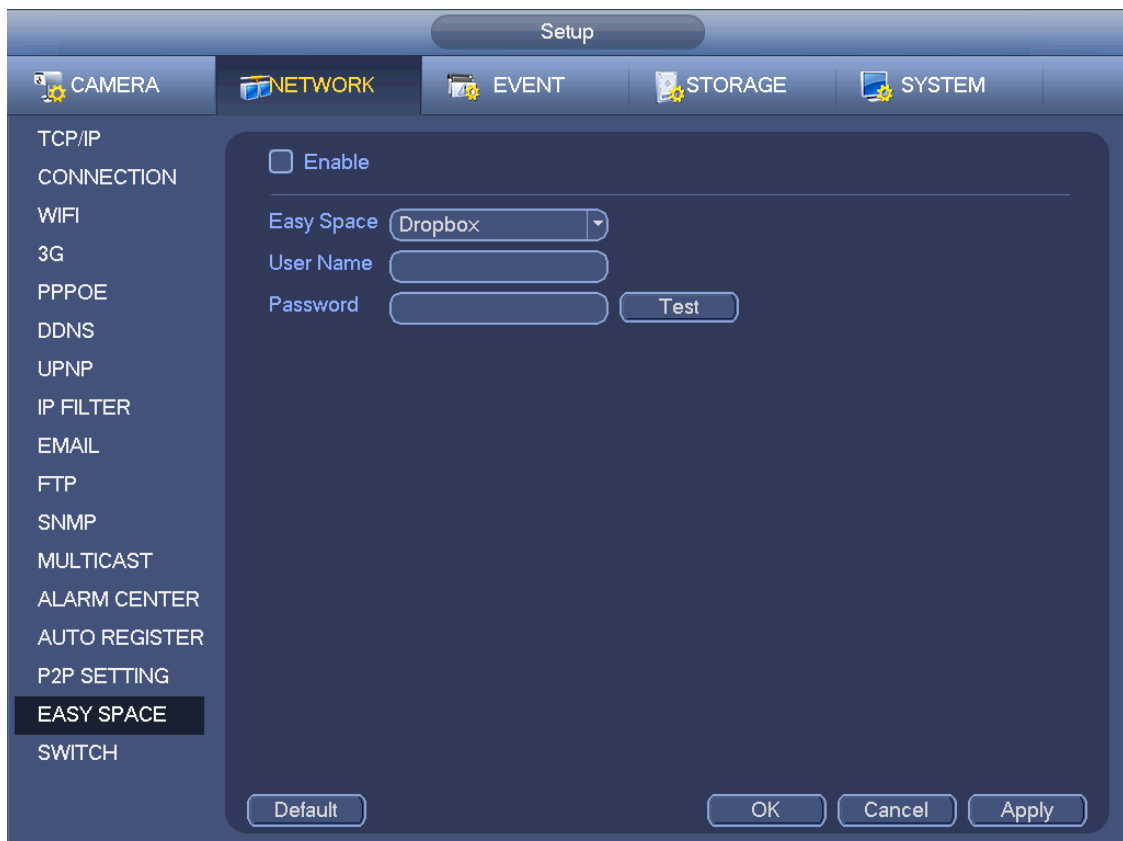 Setup
CAMERA NETWORK EVENT STORAGE SYSTEM
TCP/IP
CONNECTION
WIFI
3G
PPPOE
DDNS
UPNP
IP FILTER
EMAIL
FTP
SNMP
MULTICAST
ALARM CENTER
AUTO REGISTER
P2P SETTING
EASY SPACE
SWITCH
Enable
Easy Space Dropbox
User Name
Password Test
Default OK Cancel Apply